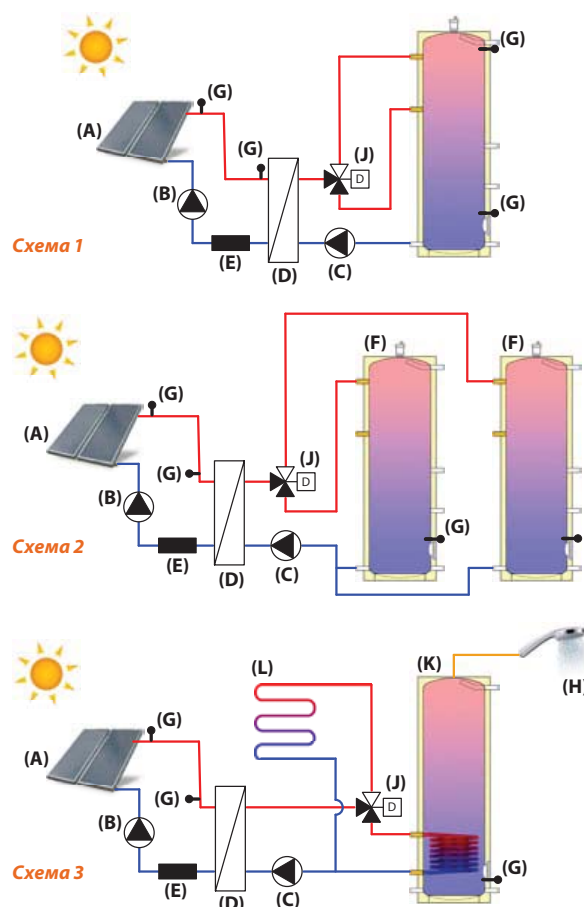 (G)
(G)
(A)
(G)
(J)
D
(B)
(G)
Схема 1
(E)
(D)
(C)
(F)
(F)
(G)
(A)
(J)
(G)
D
(B)
(G)
Схема 2
(E)
(C)
(D)
(L)
(K)
(H)
(G)
(A)
(J)
(G)
D
(B)
(G)
Схема 3
(E)
(D)
(C)